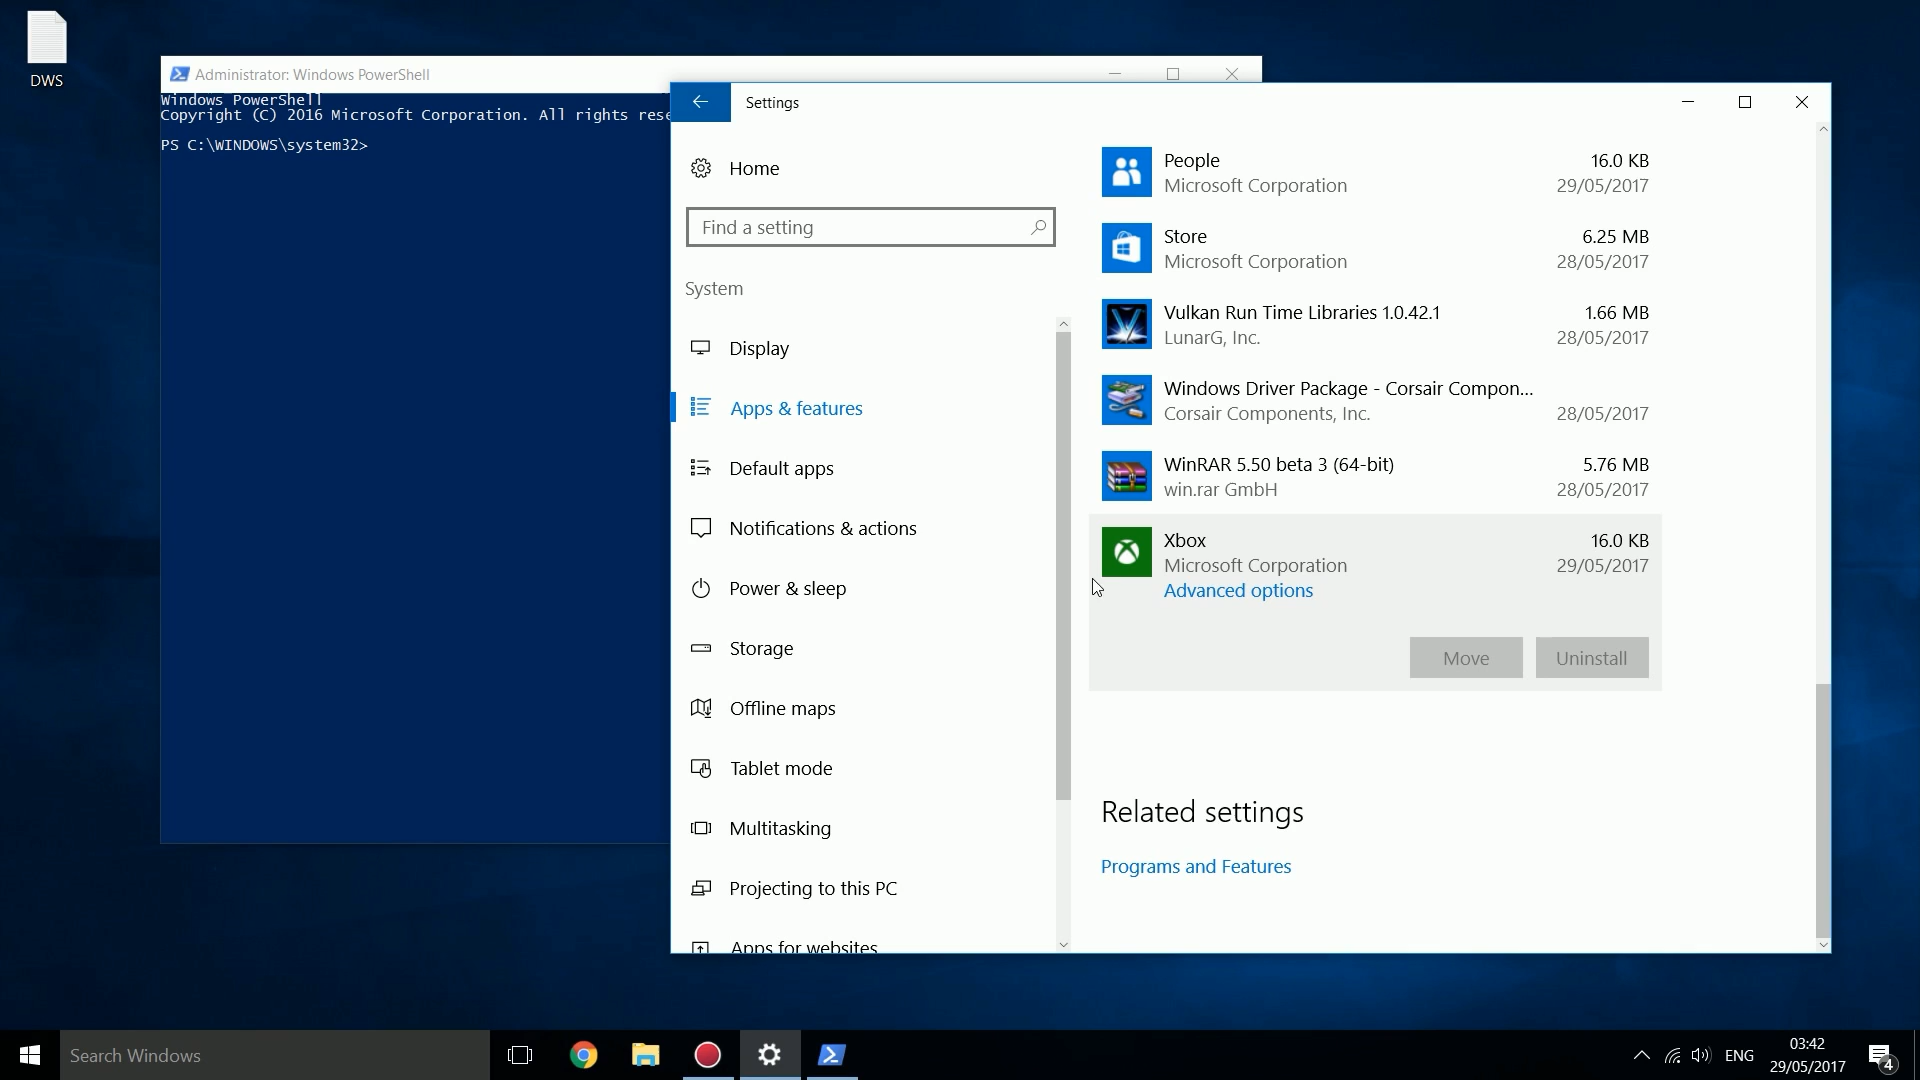 DWS
Administrator: Windows PowerShell
Windows PowerShell
Copyright (C) 2016 Microsoft Corporation. All rights rese
PS C:\WINDOWS\system32>
Settings
Home
Find a setting
System
Display
Apps & features
Default apps
Notifications & actions
Power & sleep
Storage
Offline maps
Tablet mode
Multitasking
Projecting to this PC
Apps for websites
People 16.0 KB
Microsoft Corporation 29/05/2017
Store 6.25 MB
Microsoft Corporation 28/05/2017
Vulkan Run Time Libraries 1.0.42.1 1.66 MB
LunarG, Inc. 28/05/2017
Windows Driver Package - Corsair Compon...
Corsair Components, Inc. 28/05/2017
WinRAR 5.50 beta 3 (64-bit) 5.76 MB
win.rar GmbH 28/05/2017
Xbox 16.0 KB
Microsoft Corporation 29/05/2017
Advanced options
Move Uninstall
Related settings
Programs and Features
Search Windows
ENG
03:42
29/05/2017
4